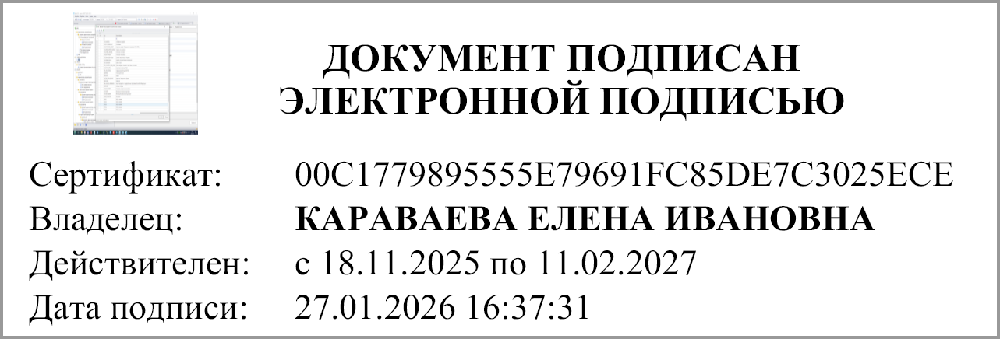 ДОКУМЕНТ ПОДПИСАН
ЭЛЕКТРОННОЙ ПОДПИСЬЮ
Сертификат: 00C1779895555E79691FC85DE7C3025ECE
Владелец: КАРАВАЕВА ЕЛЕНА ИВАНОВНА
Действителен: с 18.11.2025 по 11.02.2027
Дата подписи: 27.01.2026 16:37:31